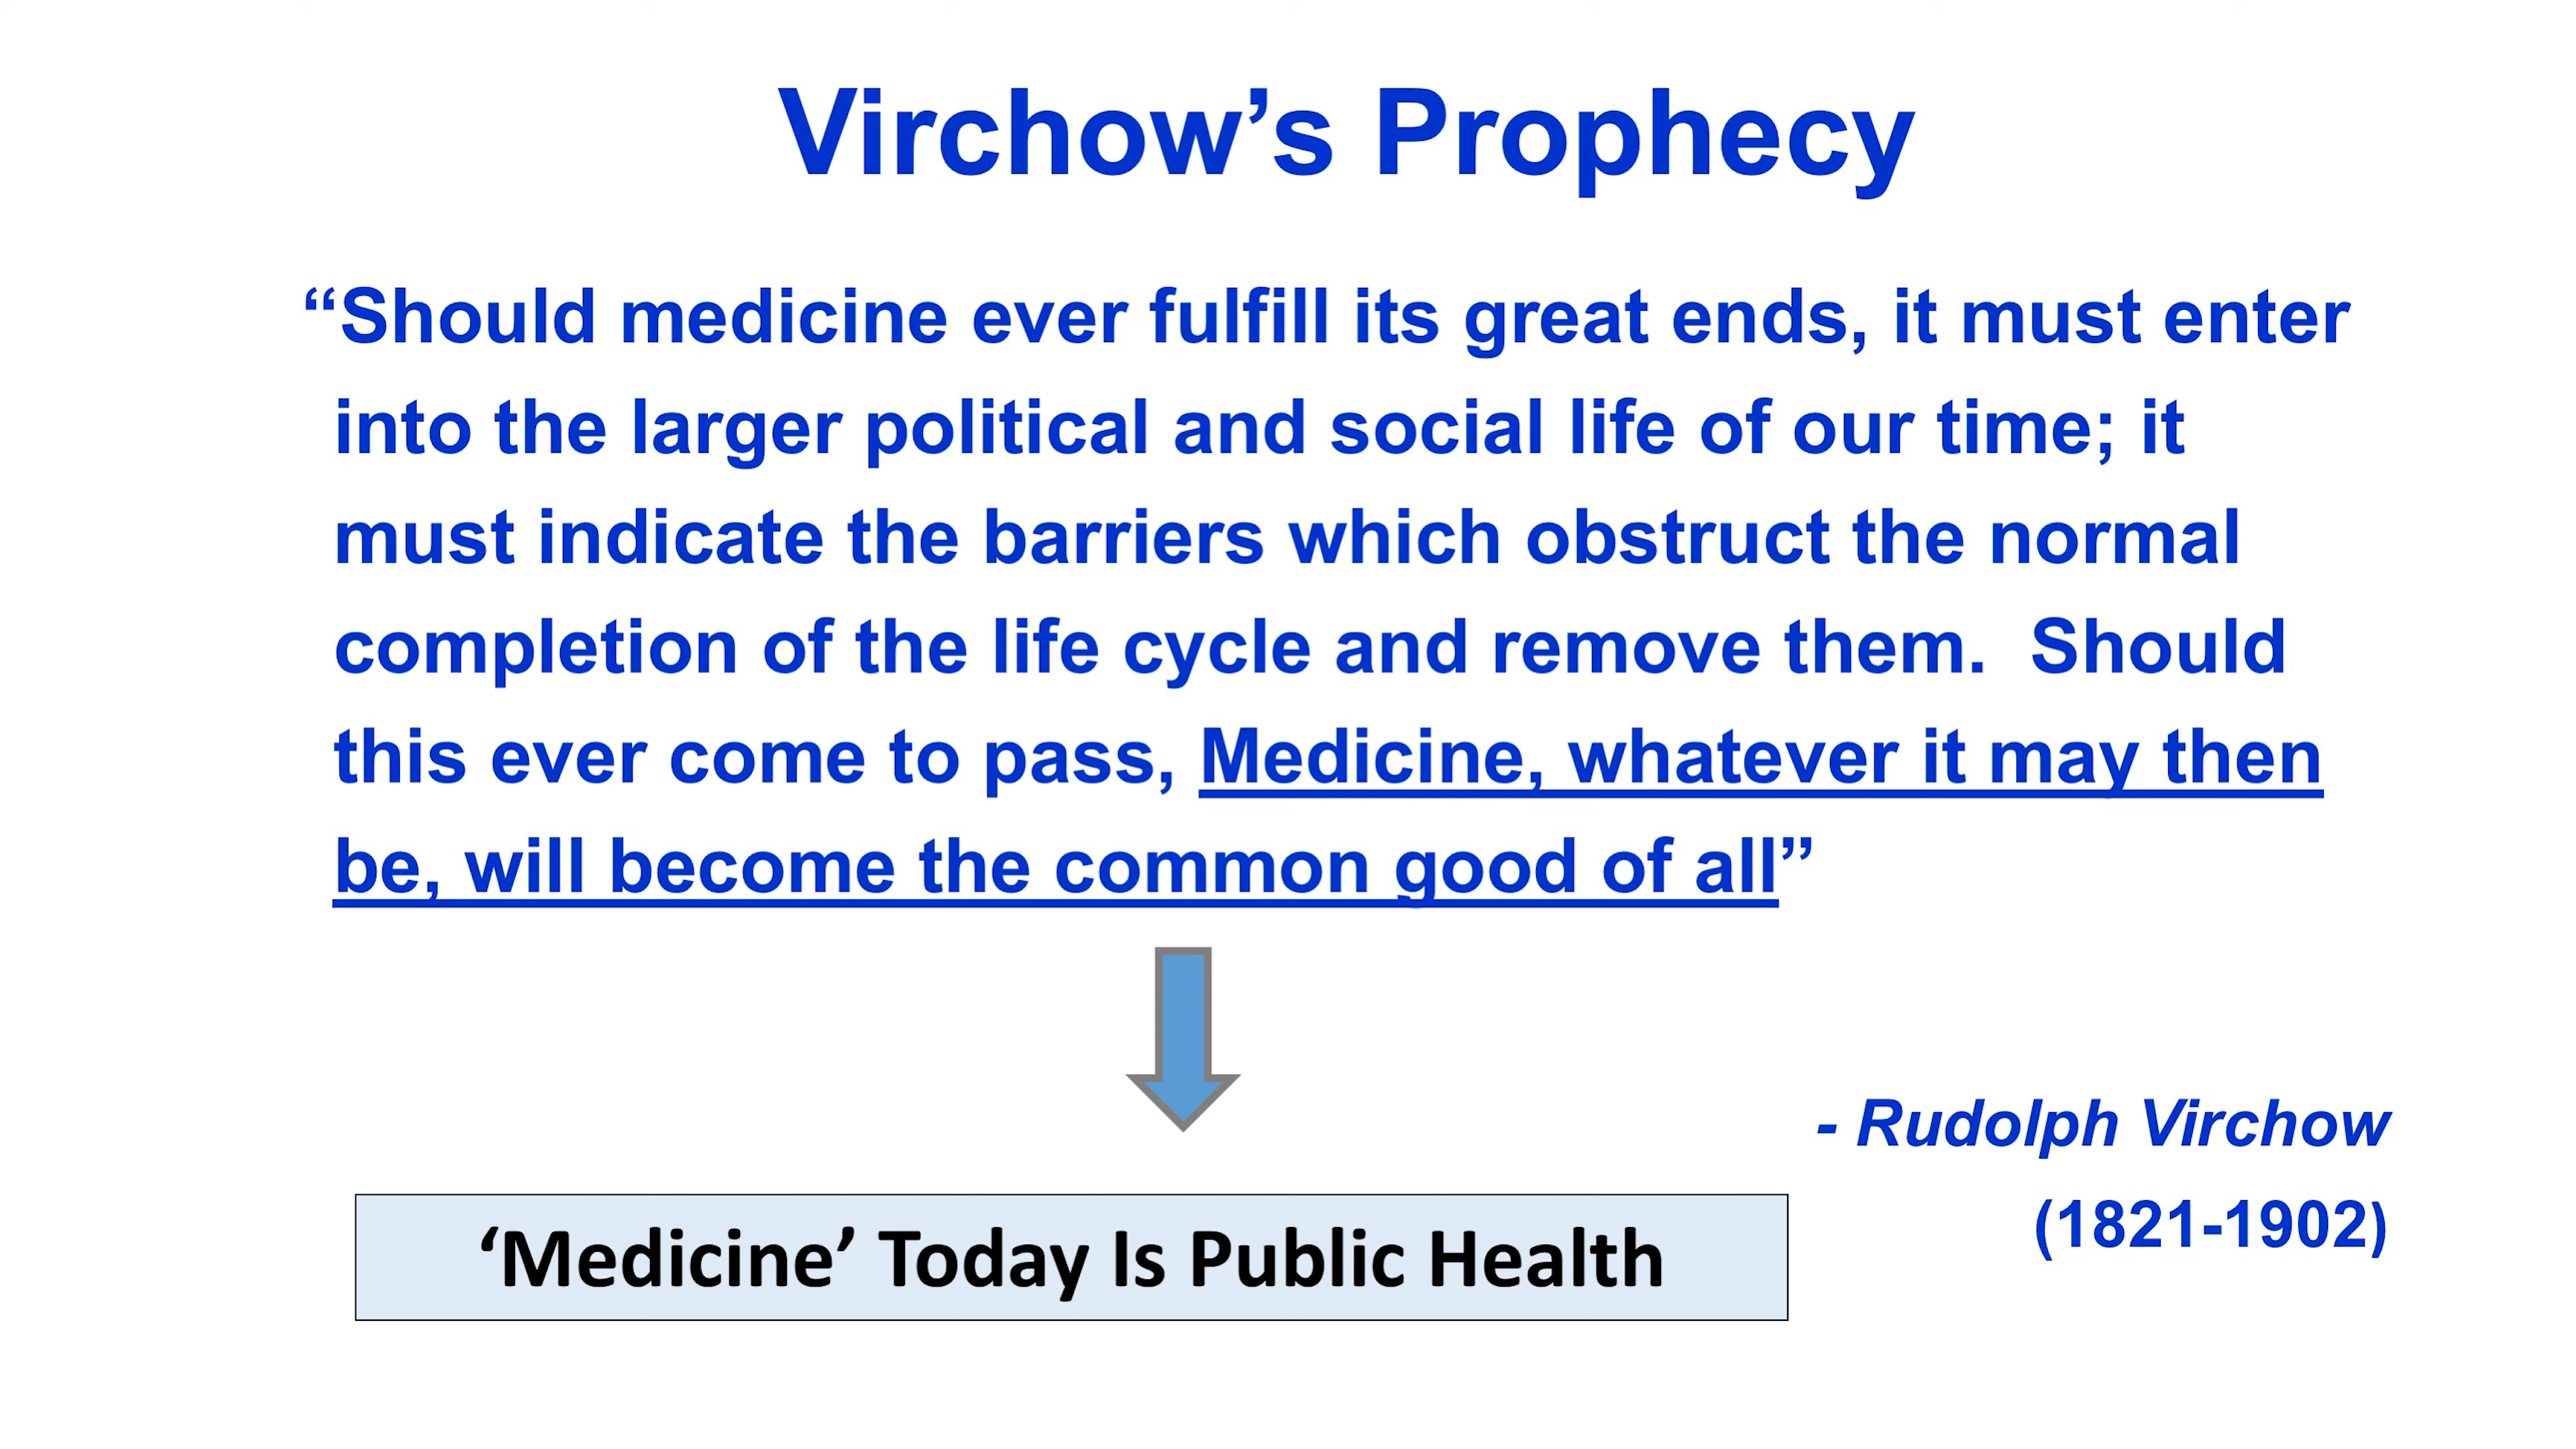 Virchow’s Prophecy
“Should medicine ever fulfill its great ends, it must enter
into the larger political and social life of our time; it
must indicate the barriers which obstruct the normal
completion of the life cycle and remove them.  Should
this ever come to pass, Medicine, whatever it may then
be, will become the common good of all”
- Rudolph Virchow
(1821-1902)
‘Medicine’ Today Is Public Health